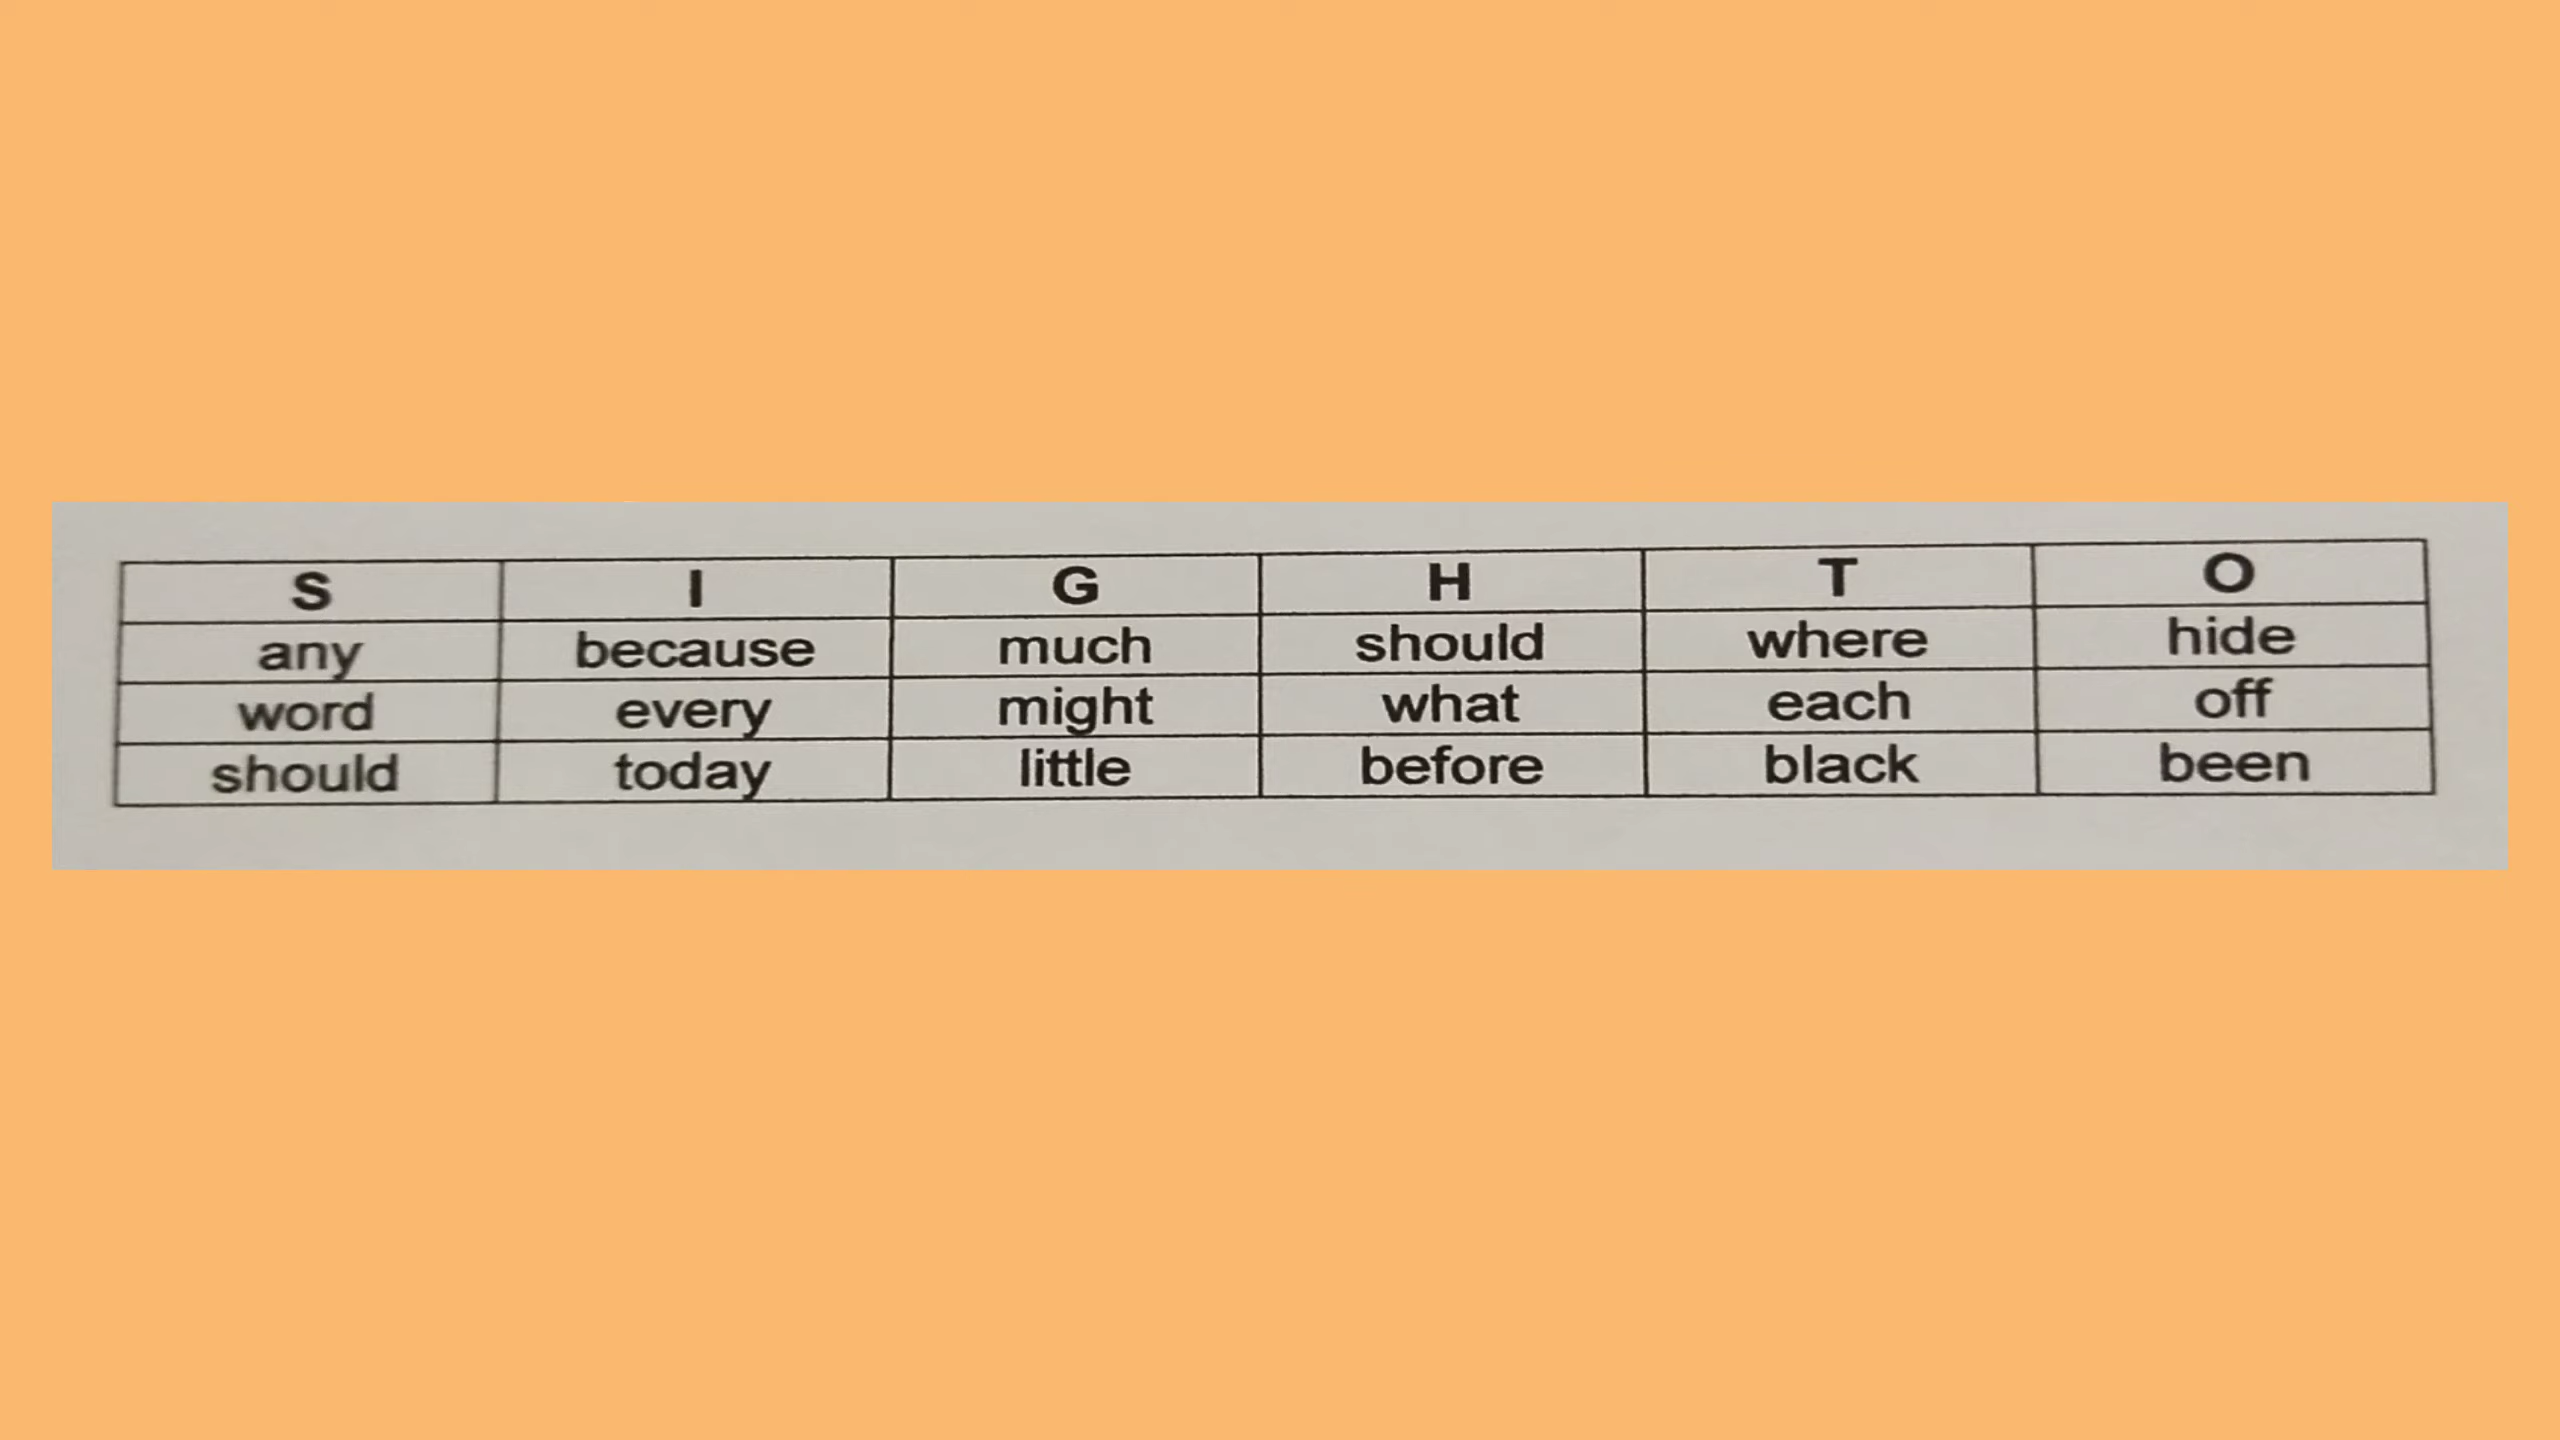 S I G H T O
any because much should where hide
word every might what each off
should today little before black been